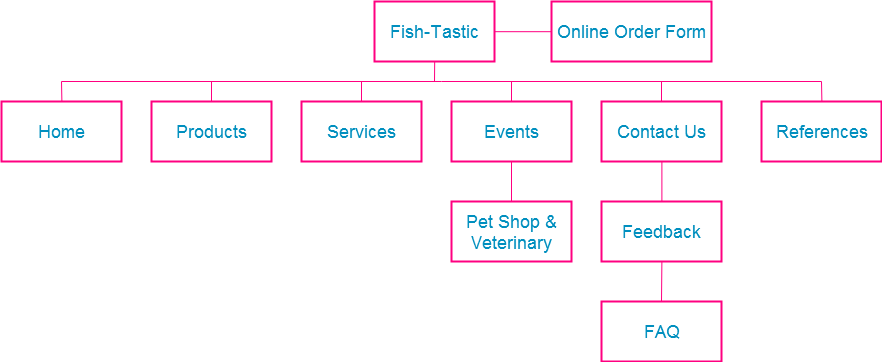 Fish-Tastic
Online Order Form
Home
Products
Services
Events
Contact Us
References
Pet Shop &
Veterinary
Feedback
FAQ